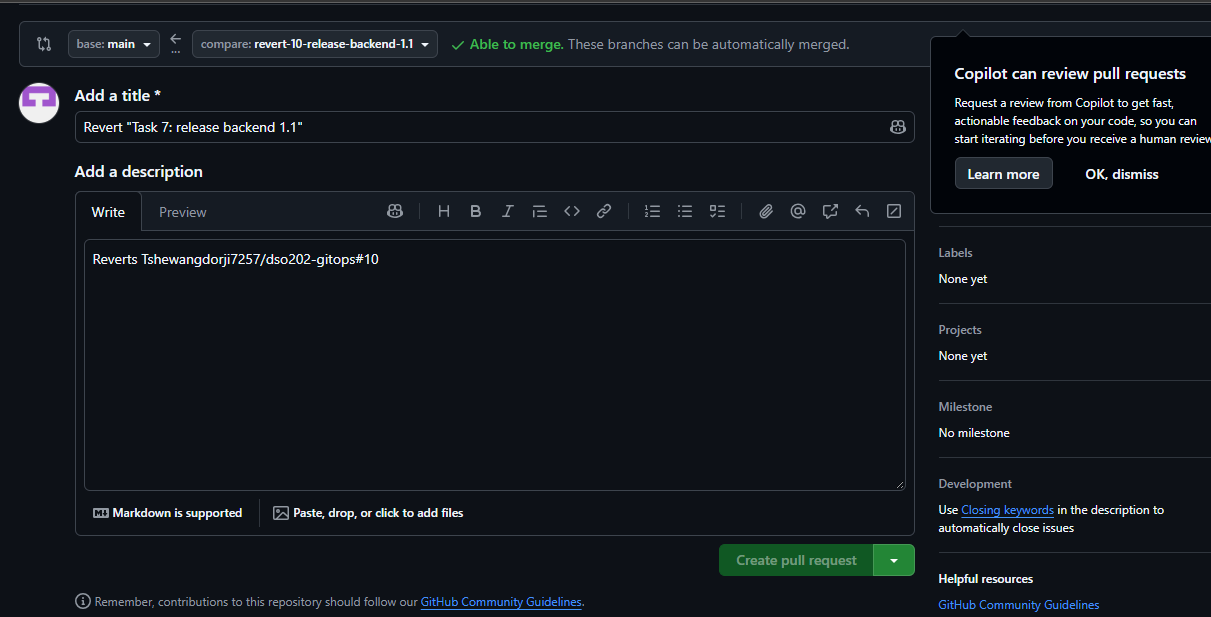 base: main
compare: revert-10-release-backend-1.1
Able to merge. These branches can be automatically merged.
Copilot can review pull requests
Request a review from Copilot to get fast,
actionable feedback on your code, so you can
start iterating before you receive a human review
Learn more
OK, dismiss
Add a title *
Revert "Task 7: release backend 1.1"
Add a description
Write
Preview
Reverts Tshewangdorji7257/dso202-gitops#10
Markdown is supported
Paste, drop, or click to add files
Create pull request
Remember, contributions to this repository should follow our GitHub Community Guidelines.
Labels
None yet
Projects
None yet
Milestone
No milestone
Development
Use Closing keywords in the description to
automatically close issues
Helpful resources
GitHub Community Guidelines